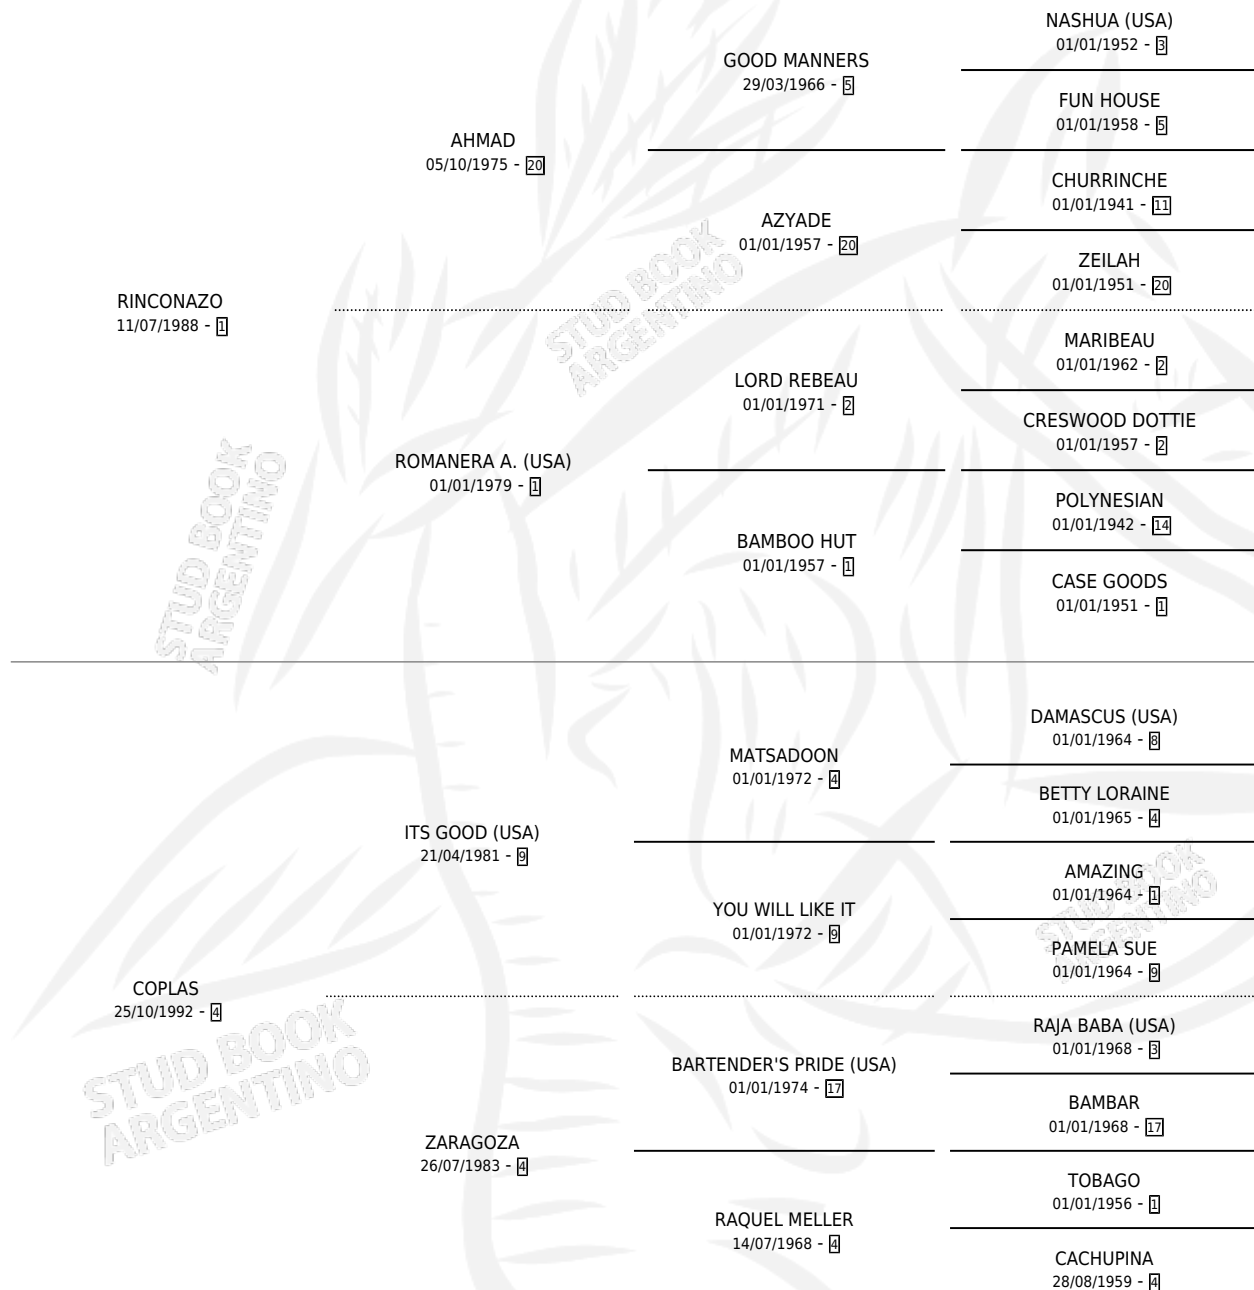 NASHUA (USA)
01/01/1952 - 3
GOOD MANNERS
29/03/1966 - 5
FUN HOUSE
01/01/1958 - 5
AHMAD
05/10/1975 - 20
CHURRINCHE
01/01/1941 - 11
AZYADE
01/01/1957 - 20
ZEILAH
01/01/1951 - 20
RINCONAZO
11/07/1988 - 1
STUD BOOK
ARGENTINO
MARIBEAU
01/01/1962 - 2
LORD REBEAU
01/01/1971 - 2
CRESWOOD DOTTIE
01/01/1957 - 2
ROMANERA A. (USA)
01/01/1979 - 1
POLYNESIAN
01/01/1942 - 14
BAMBOO HUT
01/01/1957 - 1
CASE GOODS
01/01/1951 - 1
STUD BOOK
ARGENTINO
DAMASCUS (USA)
01/01/1964 - 8
MATSADOON
01/01/1972 - 4
BETTY LORAINE
01/01/1965 - 4
ITS GOOD (USA)
21/04/1981 - 9
AMAZING
01/01/1964 - 1
YOU WILL LIKE IT
01/01/1972 - 9
STUD BOOK
ARGENTINO
PAMELA SUE
01/01/1964 - 9
COPLAS
25/10/1992 - 4
RAJA BABA (USA)
01/01/1968 - 3
STUD BOOK
ARGENTINO
BARTENDER'S PRIDE (USA)
01/01/1974 - 17
BAMBAR
01/01/1968 - 17
ZARAGOZA
26/07/1983 - 4
TOBAGO
01/01/1956 - 1
RAQUEL MELLER
14/07/1968 - 4
CACHUPINA
28/08/1959 - 4